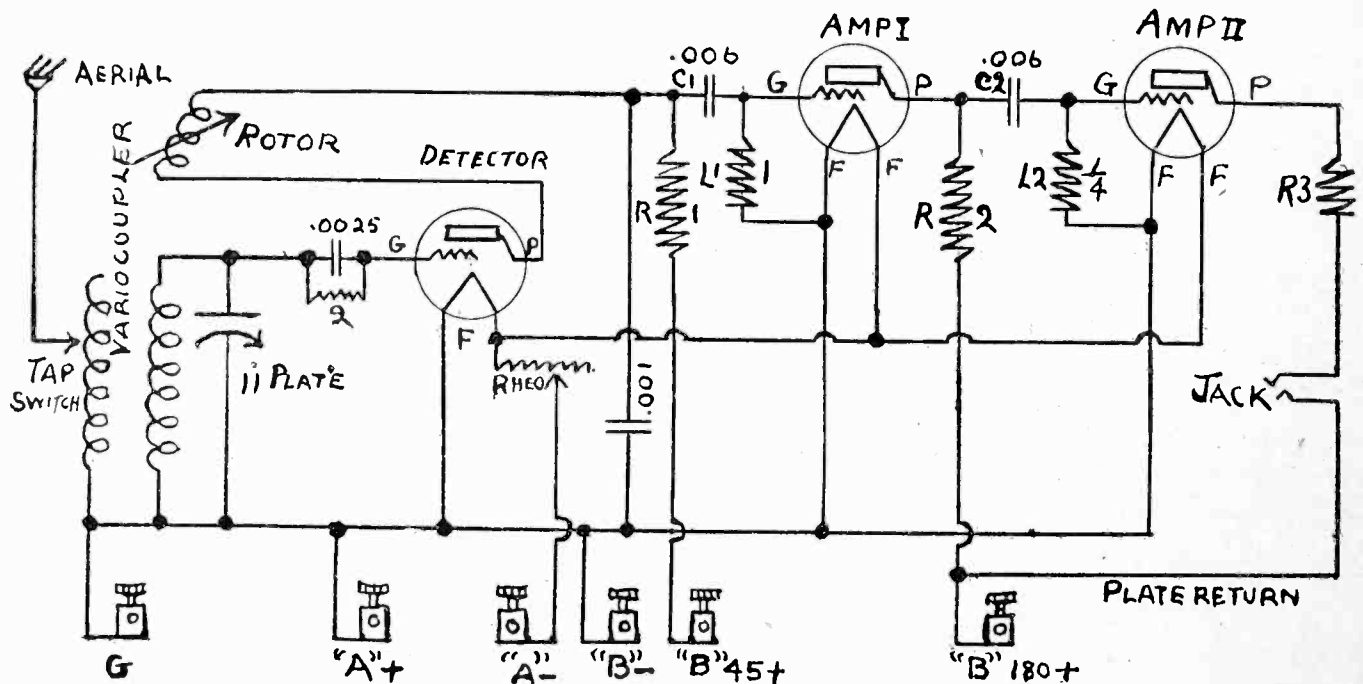 AMP I
AMP II
AERIAL
.006
.006
C1
G
P
C2
G
P
ROTOR
VARIOCOUPLER
DETECTOR
F
F
F
R
1
L1
1
R
2
L2
1/4
R3
.0025
G
P
2
F
11 PLATE
RHEO
.001
TAP
SWITCH
JACK
PLATE RETURN
G
"A"+
"A"-
"B"-
"B"45+
"B"180+